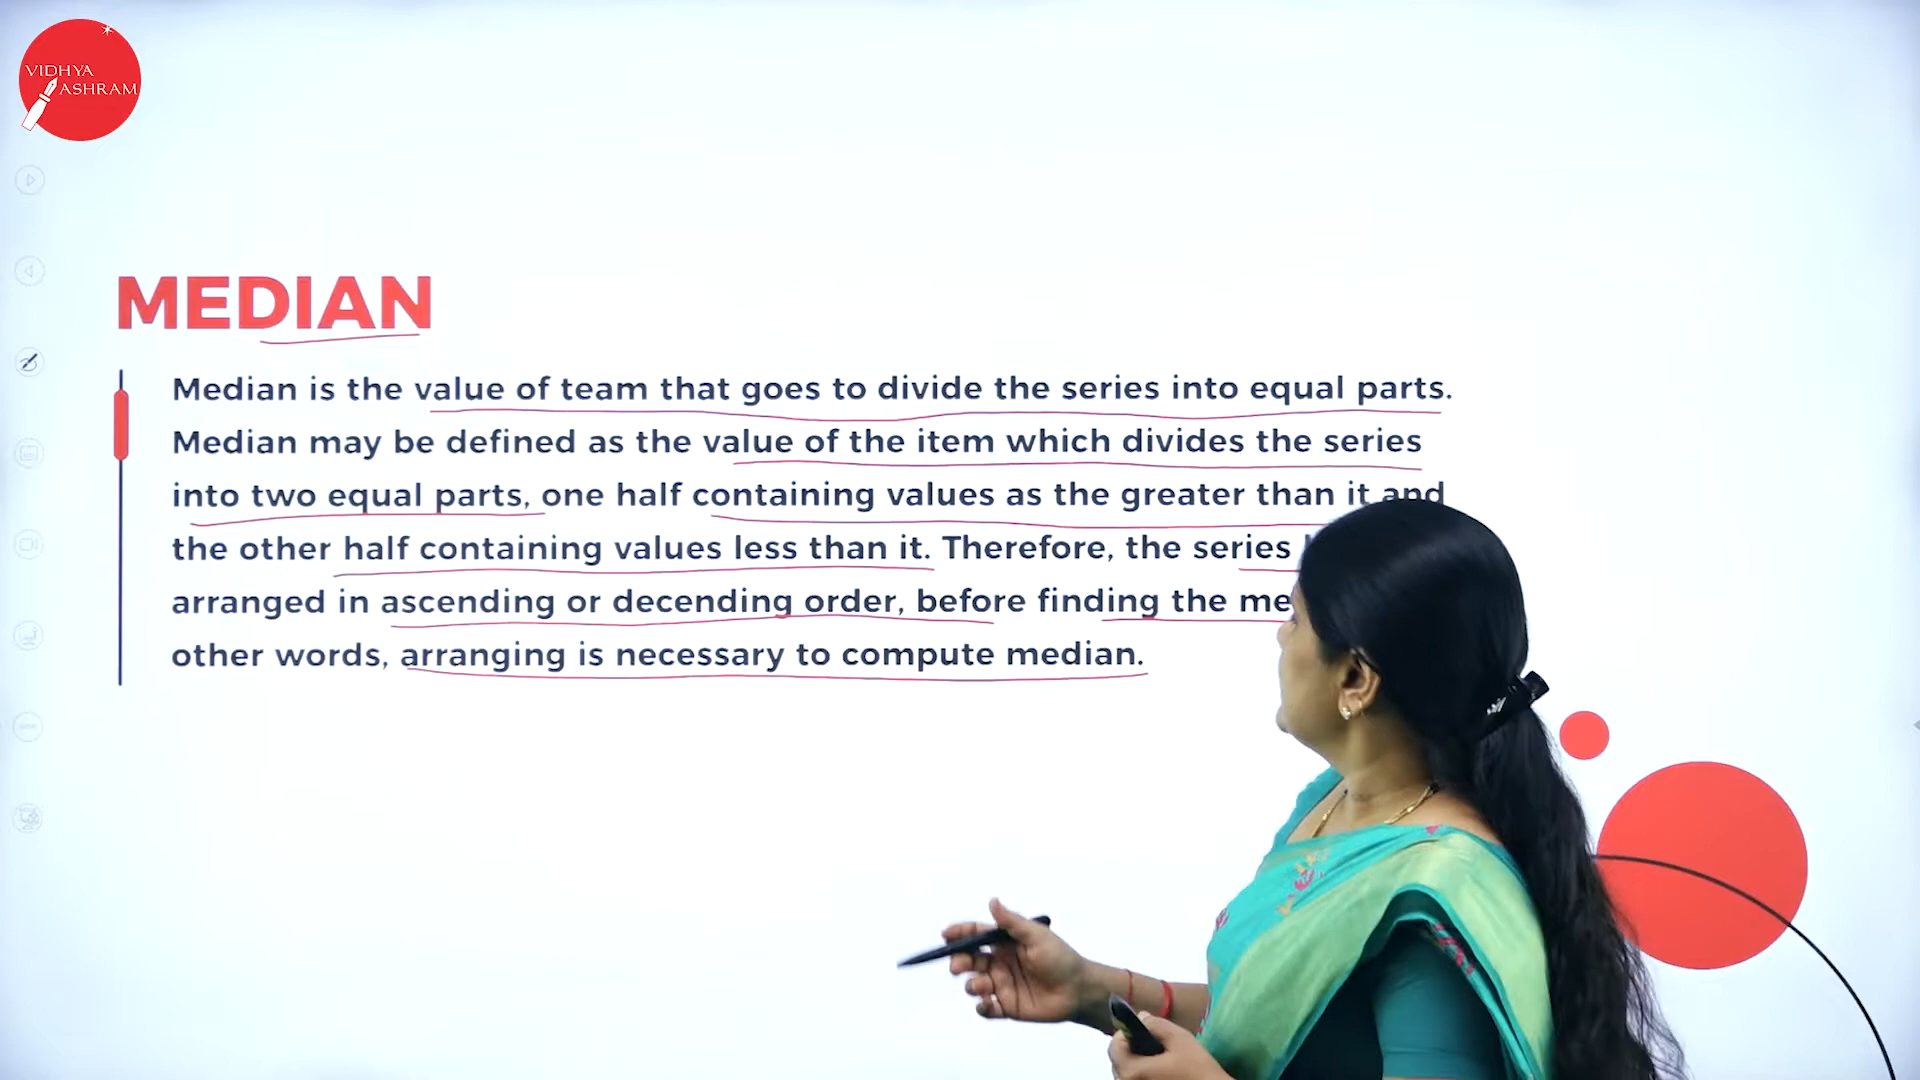 VIDHYA
ASHRAM
MEDIAN
Median is the value of team that goes to divide the series into equal parts.
Median may be defined as the value of the item which divides the series
into two equal parts, one half containing values as the greater than it and
the other half containing values less than it. Therefore, the series
arranged in ascending or decending order, before finding the
other words, arranging is necessary to compute median.